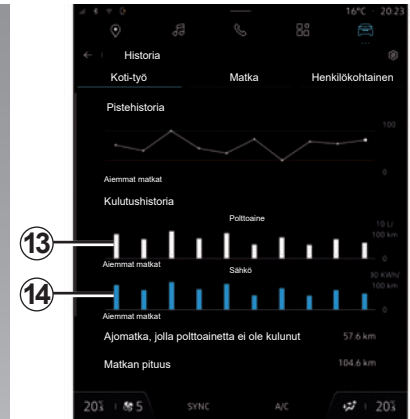 16°C 20:23
Historia
Koti-työ Matka Henkilökohtainen
Pistehistoria
100
0
Aiemmat matkat
Kulutushistoria
Polttoaine
10 L/
100 km
13
0
Aiemmat matkat
Sähkö
30 KWh/
100 km
14
0
Aiemmat matkat
Ajomatka, jolla polttoainetta ei ole kulunut 57.6 km
Matkan pituus 104.6 km
5 SYNC A/C